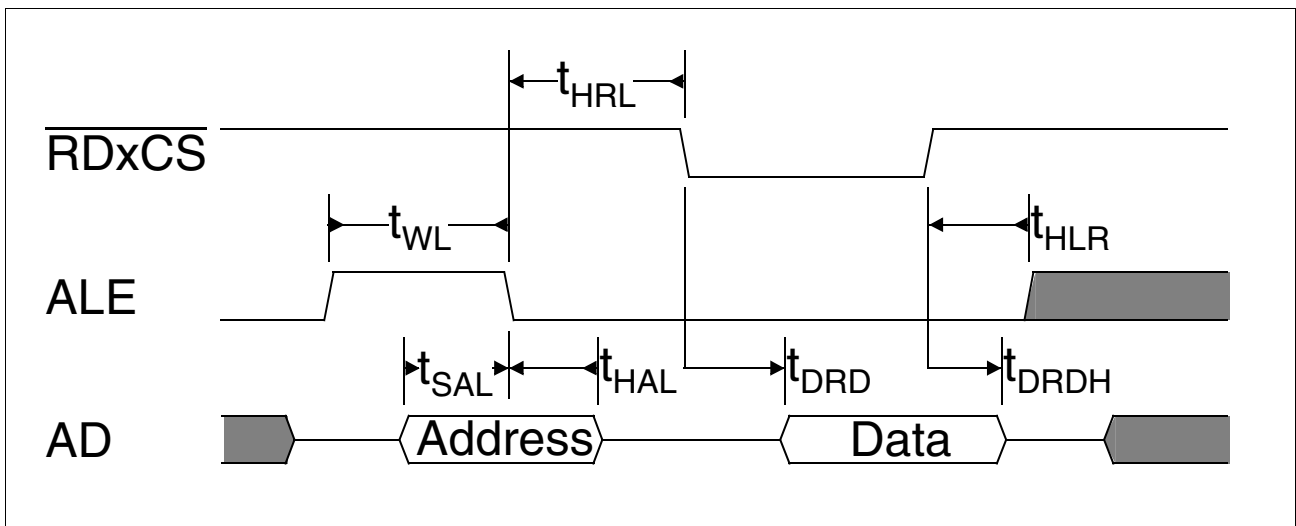 tHRL
RDxCS
tWL
tHLR
ALE
tSAL
tHAL
tDRD
tDRDH
AD
Address
Data